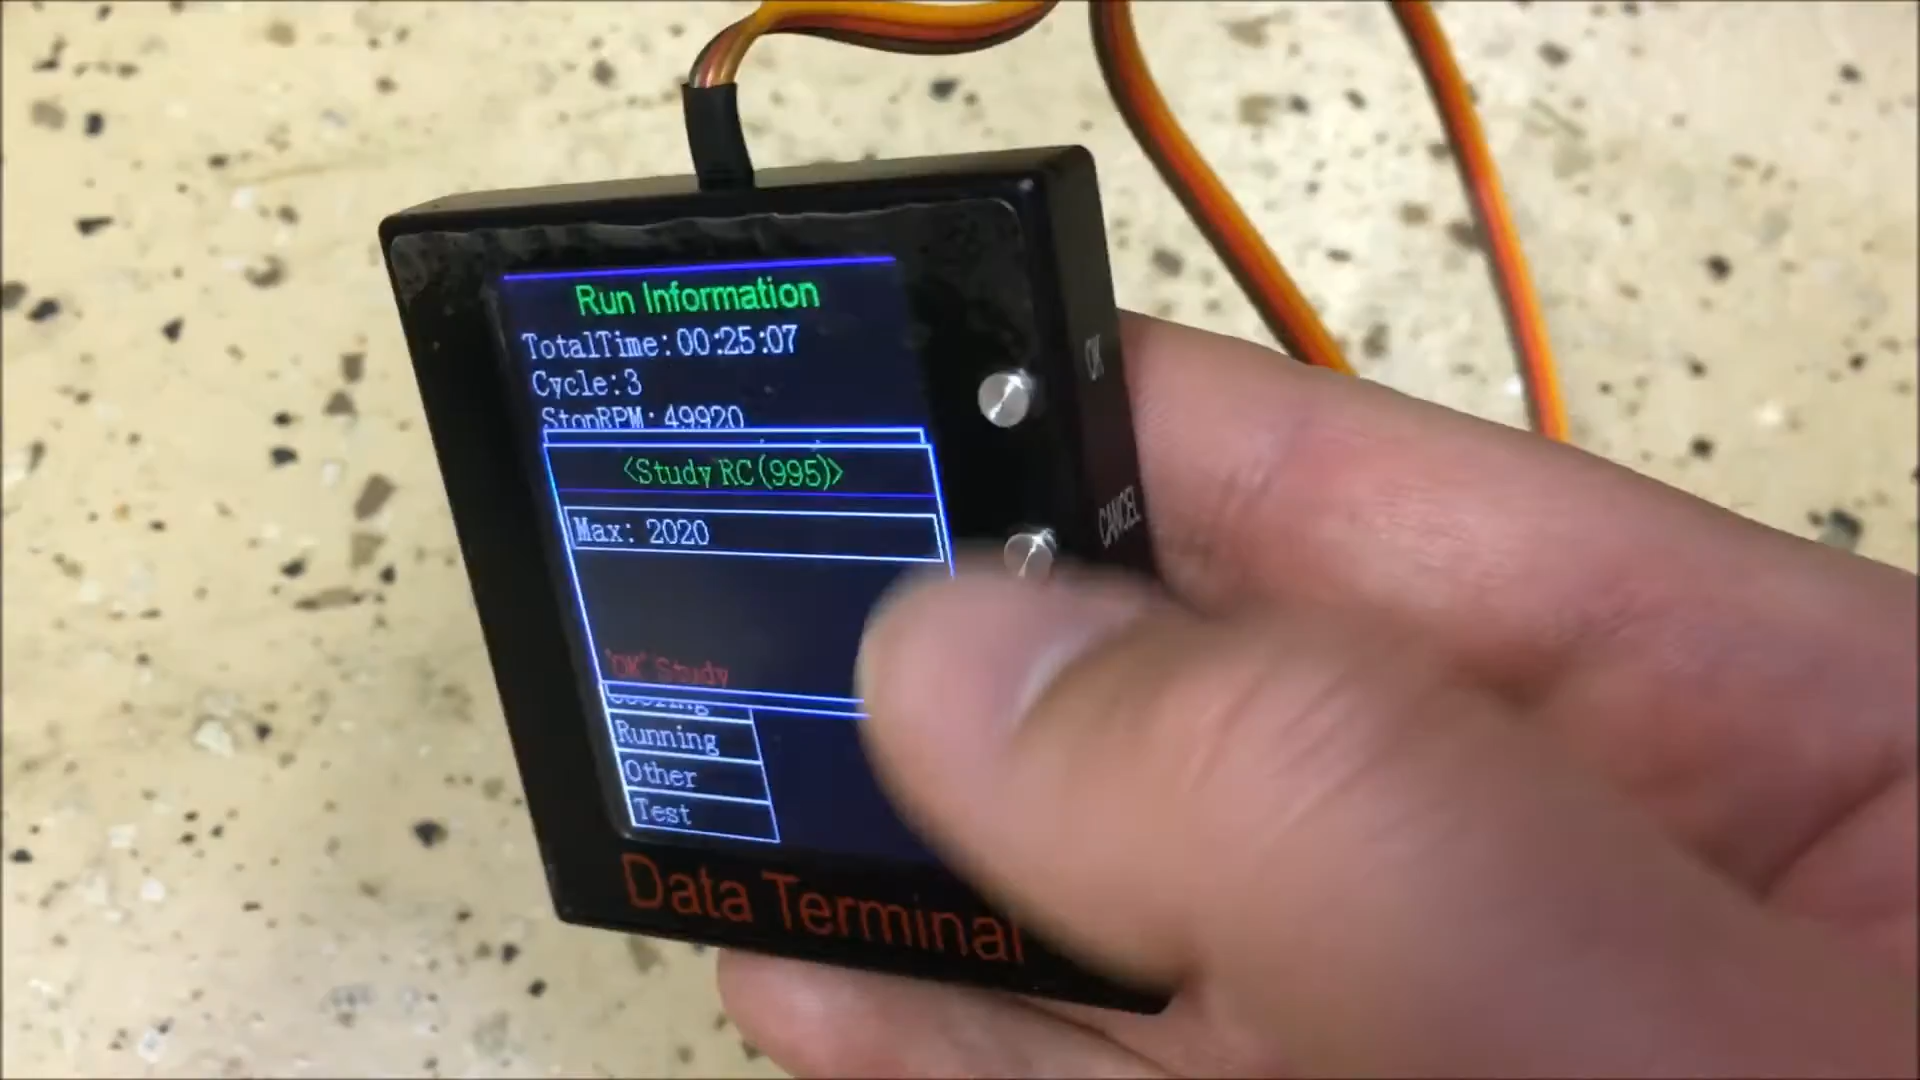 Run Information
TotalTime:00:25:07
Cycle:3
StopRPM:49920
<Study RC(995)>
Max: 2020
"OK" Study
Cooling
Running
Other
Test
Data Terminal
OK
CANCEL